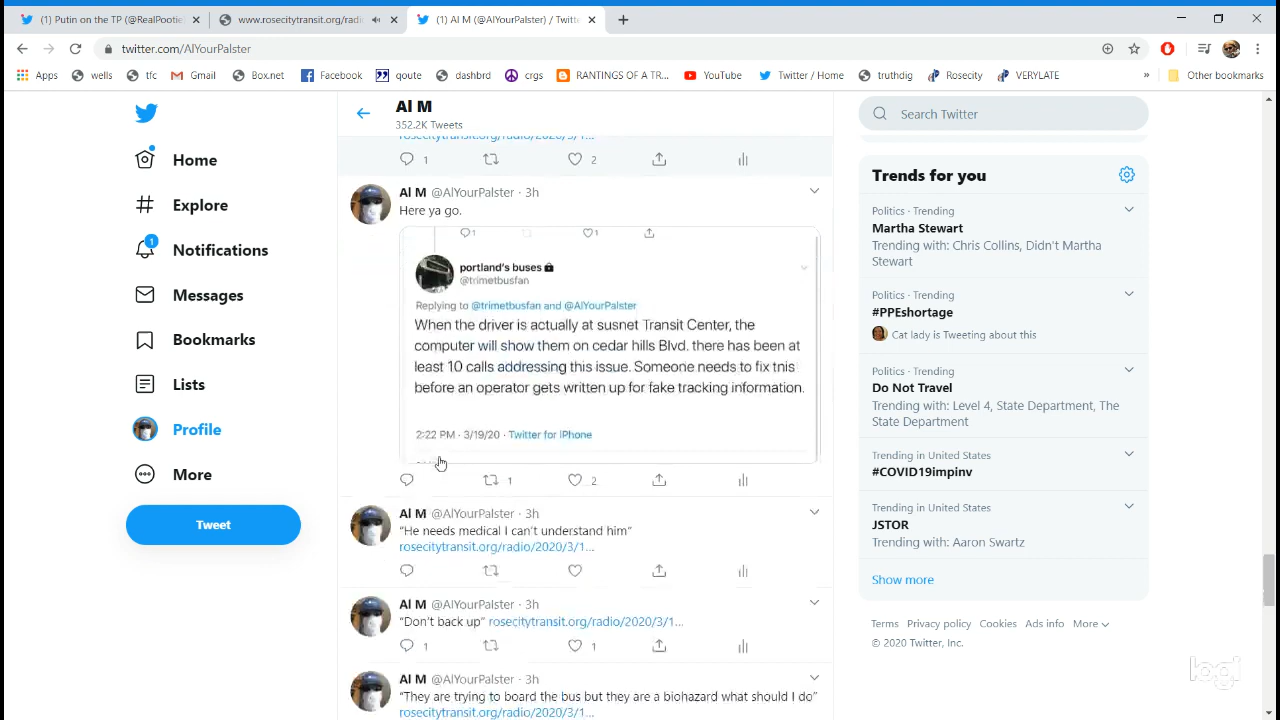 (1) Putin on the TP (@RealPootie
www.rosecitytransit.org/radi
(1) Al M (@AlYourPalster) / Twitt
twitter.com/AlYourPalster
Apps
wells
tfc
Gmail
Box.net
Facebook
qoute
dashbrd
crgs
RANTINGS OF A TR...
YouTube
Twitter / Home
truthdig
Rosecity
VERYLATE
»
Other bookmarks
Home
Explore
1
Notifications
Messages
Bookmarks
Lists
Profile
More
Tweet
Al M
352.2K Tweets
rosecitytransit.org/radio/2020/3/1...
1 2
Al M @AlYourPalster · 3h
Here ya go.
1 1
portland's buses
@trimetbusfan
Replying to @trimetbusfan and @AlYourPalster
When the driver is actually at susnet Transit Center, the
computer will show them on cedar hills Blvd. there has been at
least 10 calls addressing this issue. Someone needs to fix tnis
before an operator gets written up for fake tracking information.
2:22 PM · 3/19/20 · Twitter for iPhone
1 2
Al M @AlYourPalster · 3h
“He needs medical I can’t understand him”
rosecitytransit.org/radio/2020/3/1...
Al M @AlYourPalster · 3h
“Don’t back up” rosecitytransit.org/radio/2020/3/1...
1 1
Al M @AlYourPalster · 3h
“They are trying to board the bus but they are a biohazard what should I do”
rosecitytransit.org/radio/2020/3/1...
Search Twitter
Trends for you
Politics · Trending
Martha Stewart
Trending with: Chris Collins, Didn't Martha
Stewart
Politics · Trending
#PPEshortage
Cat lady is Tweeting about this
Politics · Trending
Do Not Travel
Trending with: Level 4, State Department, The
State Department
Trending in United States
#COVID19impinv
Trending in United States
JSTOR
Trending with: Aaron Swartz
Show more
Terms Privacy policy Cookies Ads info More
© 2020 Twitter, Inc.
legi